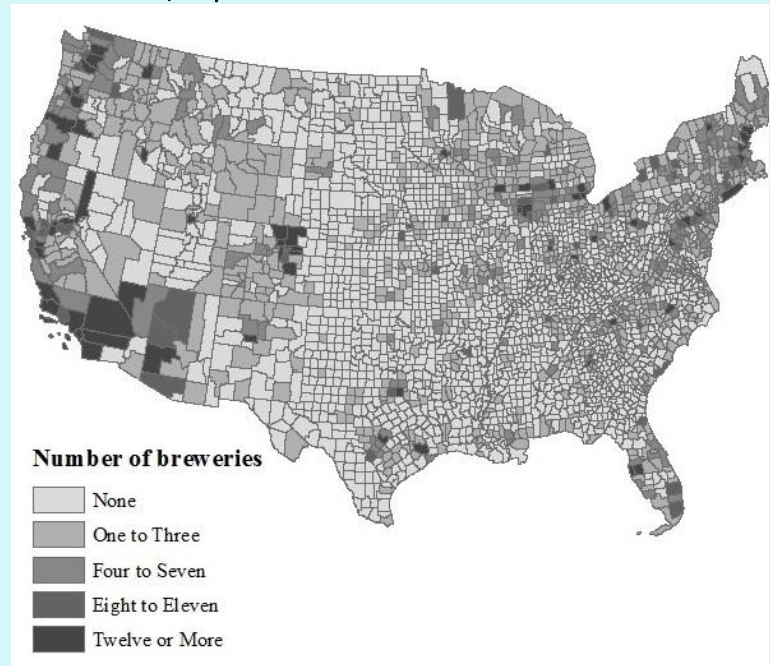 Number of breweries
None
One to Three
Four to Seven
Eight to Eleven
Twelve or More